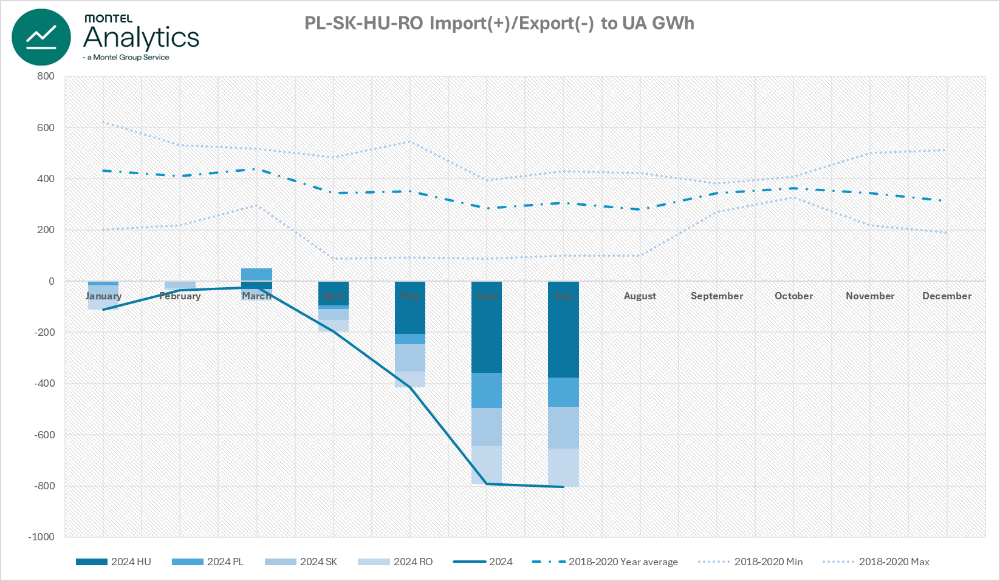 MONTEL
Analytics
- a Montel Group Service
PL-SK-HU-RO Import(+)/Export(-) to UA GWh
800
600
400
200
0
January February March April May June July August September October November December
-200
-400
-600
-800
-1000
2024 HU 2024 PL 2024 SK 2024 RO 2024 2018-2020 Year average 2018-2020 Min 2018-2020 Max